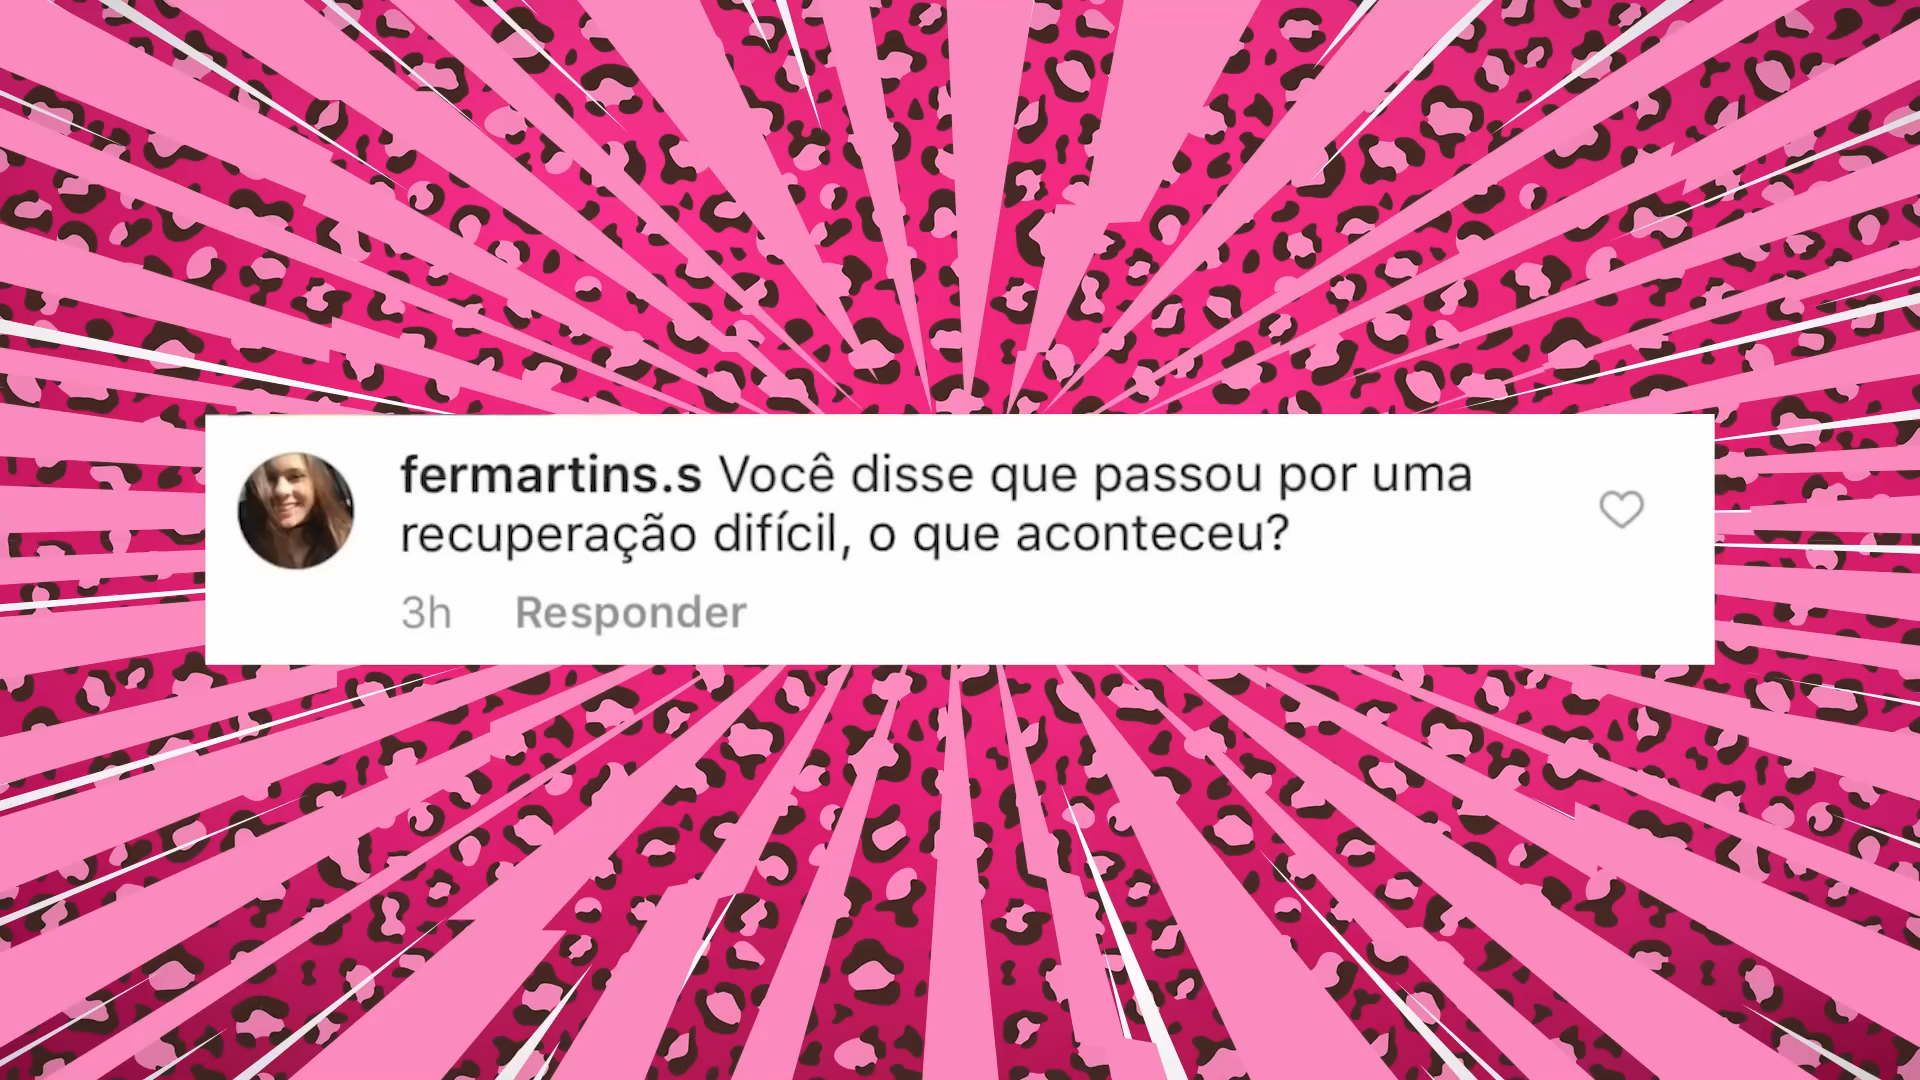 fermartins.s Você disse que passou por uma
recuperação difícil, o que aconteceu?
3h Responder